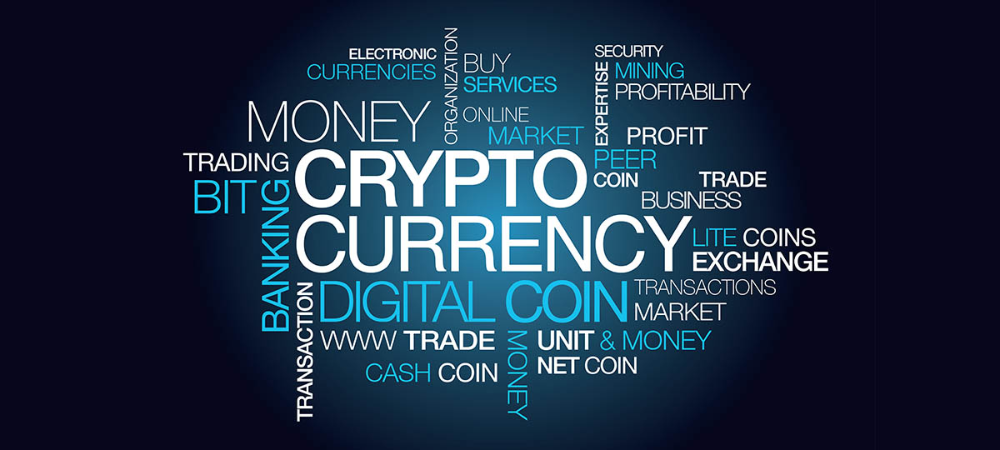 ELECTRONIC
CURRENCIES
ORGANIZATION
BUY
SERVICES
ONLINE
MARKET
SECURITY
EXPERTISE
MINING
PROFITABILITY
PROFIT
PEER
COIN
TRADE
BUSINESS
MONEY
TRADING
BIT
BANKING
CRYPTO
CURRENCY
LITE COINS
EXCHANGE
DIGITAL COIN
TRANSACTIONS
MARKET
TRANSACTION
WWW TRADE
CASH COIN
MONEY
UNIT & MONEY
NET COIN